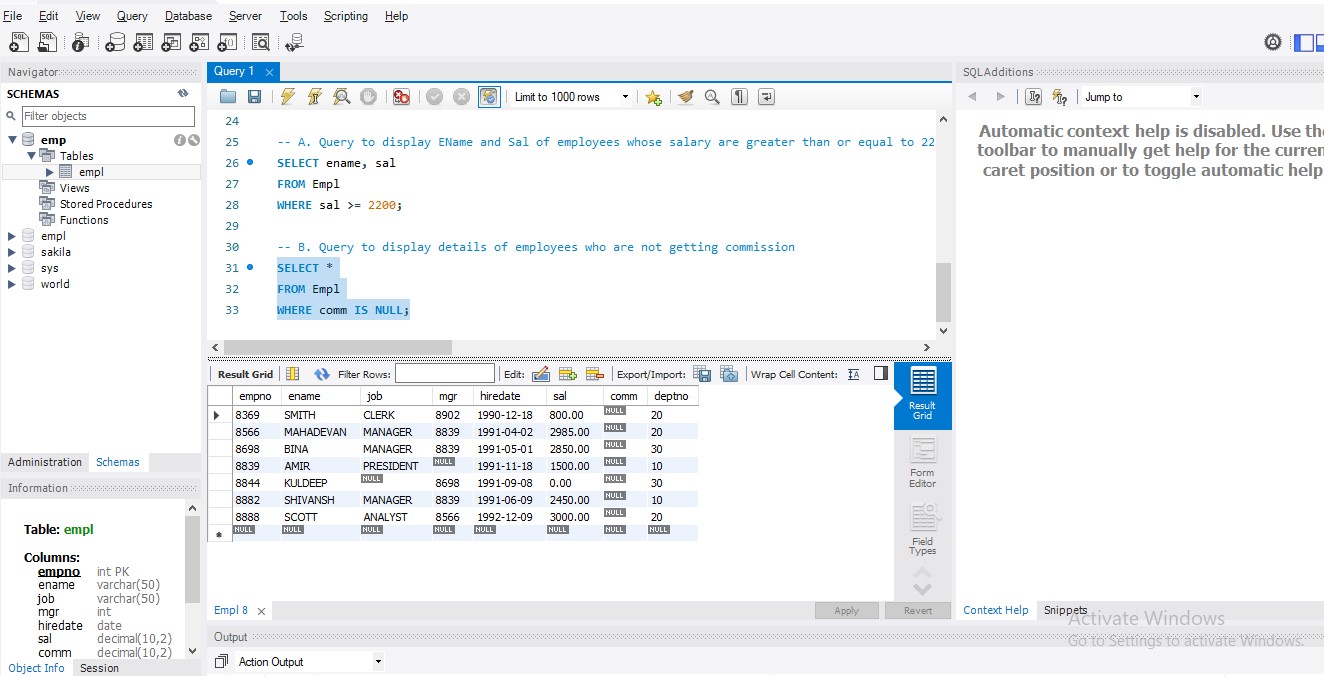 File Edit View Query Database Server Tools Scripting Help
Navigator
SCHEMAS
Filter objects
emp
Tables
empl
Views
Stored Procedures
Functions
empl
sakila
sys
world
Administration Schemas
Information
Table: empl
Columns:
empno int PK
ename varchar(50)
job varchar(50)
mgr int
hiredate date
sal decimal(10,2)
comm decimal(10,2)
Object Info Session
Query 1
Limit to 1000 rows
24
25 -- A. Query to display EName and Sal of employees whose salary are greater than or equal to 22
26 SELECT ename, sal
27 FROM Empl
28 WHERE sal >= 2200;
29
30 -- B. Query to display details of employees who are not getting commission
31 SELECT *
32 FROM Empl
33 WHERE comm IS NULL;
Result Grid Filter Rows: Edit: Export/Import: Wrap Cell Content:
empno ename job mgr hiredate sal comm deptno
8369 SMITH CLERK 8902 1990-12-18 800.00 NULL 20
8566 MAHADEVAN MANAGER 8839 1991-04-02 2985.00 NULL 20
8698 BINA MANAGER 8839 1991-05-01 2850.00 NULL 30
8839 AMIR PRESIDENT NULL 1991-11-18 1500.00 NULL 10
8844 KULDEEP NULL 8698 1991-09-08 0.00 NULL 30
8882 SHIVANSH MANAGER 8839 1991-06-09 2450.00 NULL 10
8888 SCOTT ANALYST 8566 1992-12-09 3000.00 NULL 20
NULL NULL NULL NULL NULL NULL NULL NULL
Result
Grid
Form
Editor
Field
Types
Empl 8
Apply Revert
Output
Action Output
SQLAdditions
Jump to
Automatic context help is disabled. Use the
toolbar to manually get help for the curren
caret position or to toggle automatic help
Context Help Snippets
Activate Windows
Go to Settings to activate Windows.